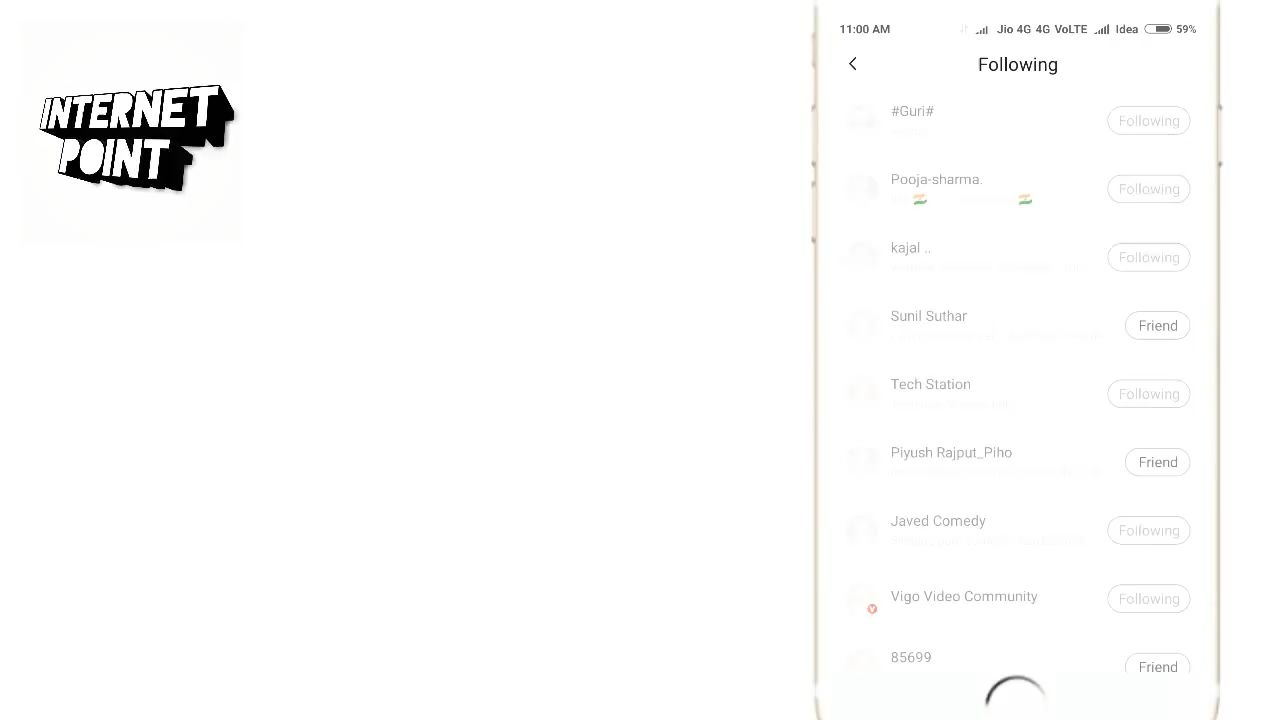 INTERNET
POINT
11:00 AM Jio 4G 4G VoLTE Idea 59%
Following
#Guri#
Following
Pooja-sharma.
Following
kajal ..
Following
Sunil Suthar
Friend
Tech Station
Following
Piyush Rajput_Piho
Friend
Javed Comedy
Following
Vigo Video Community
Following
85699
Friend